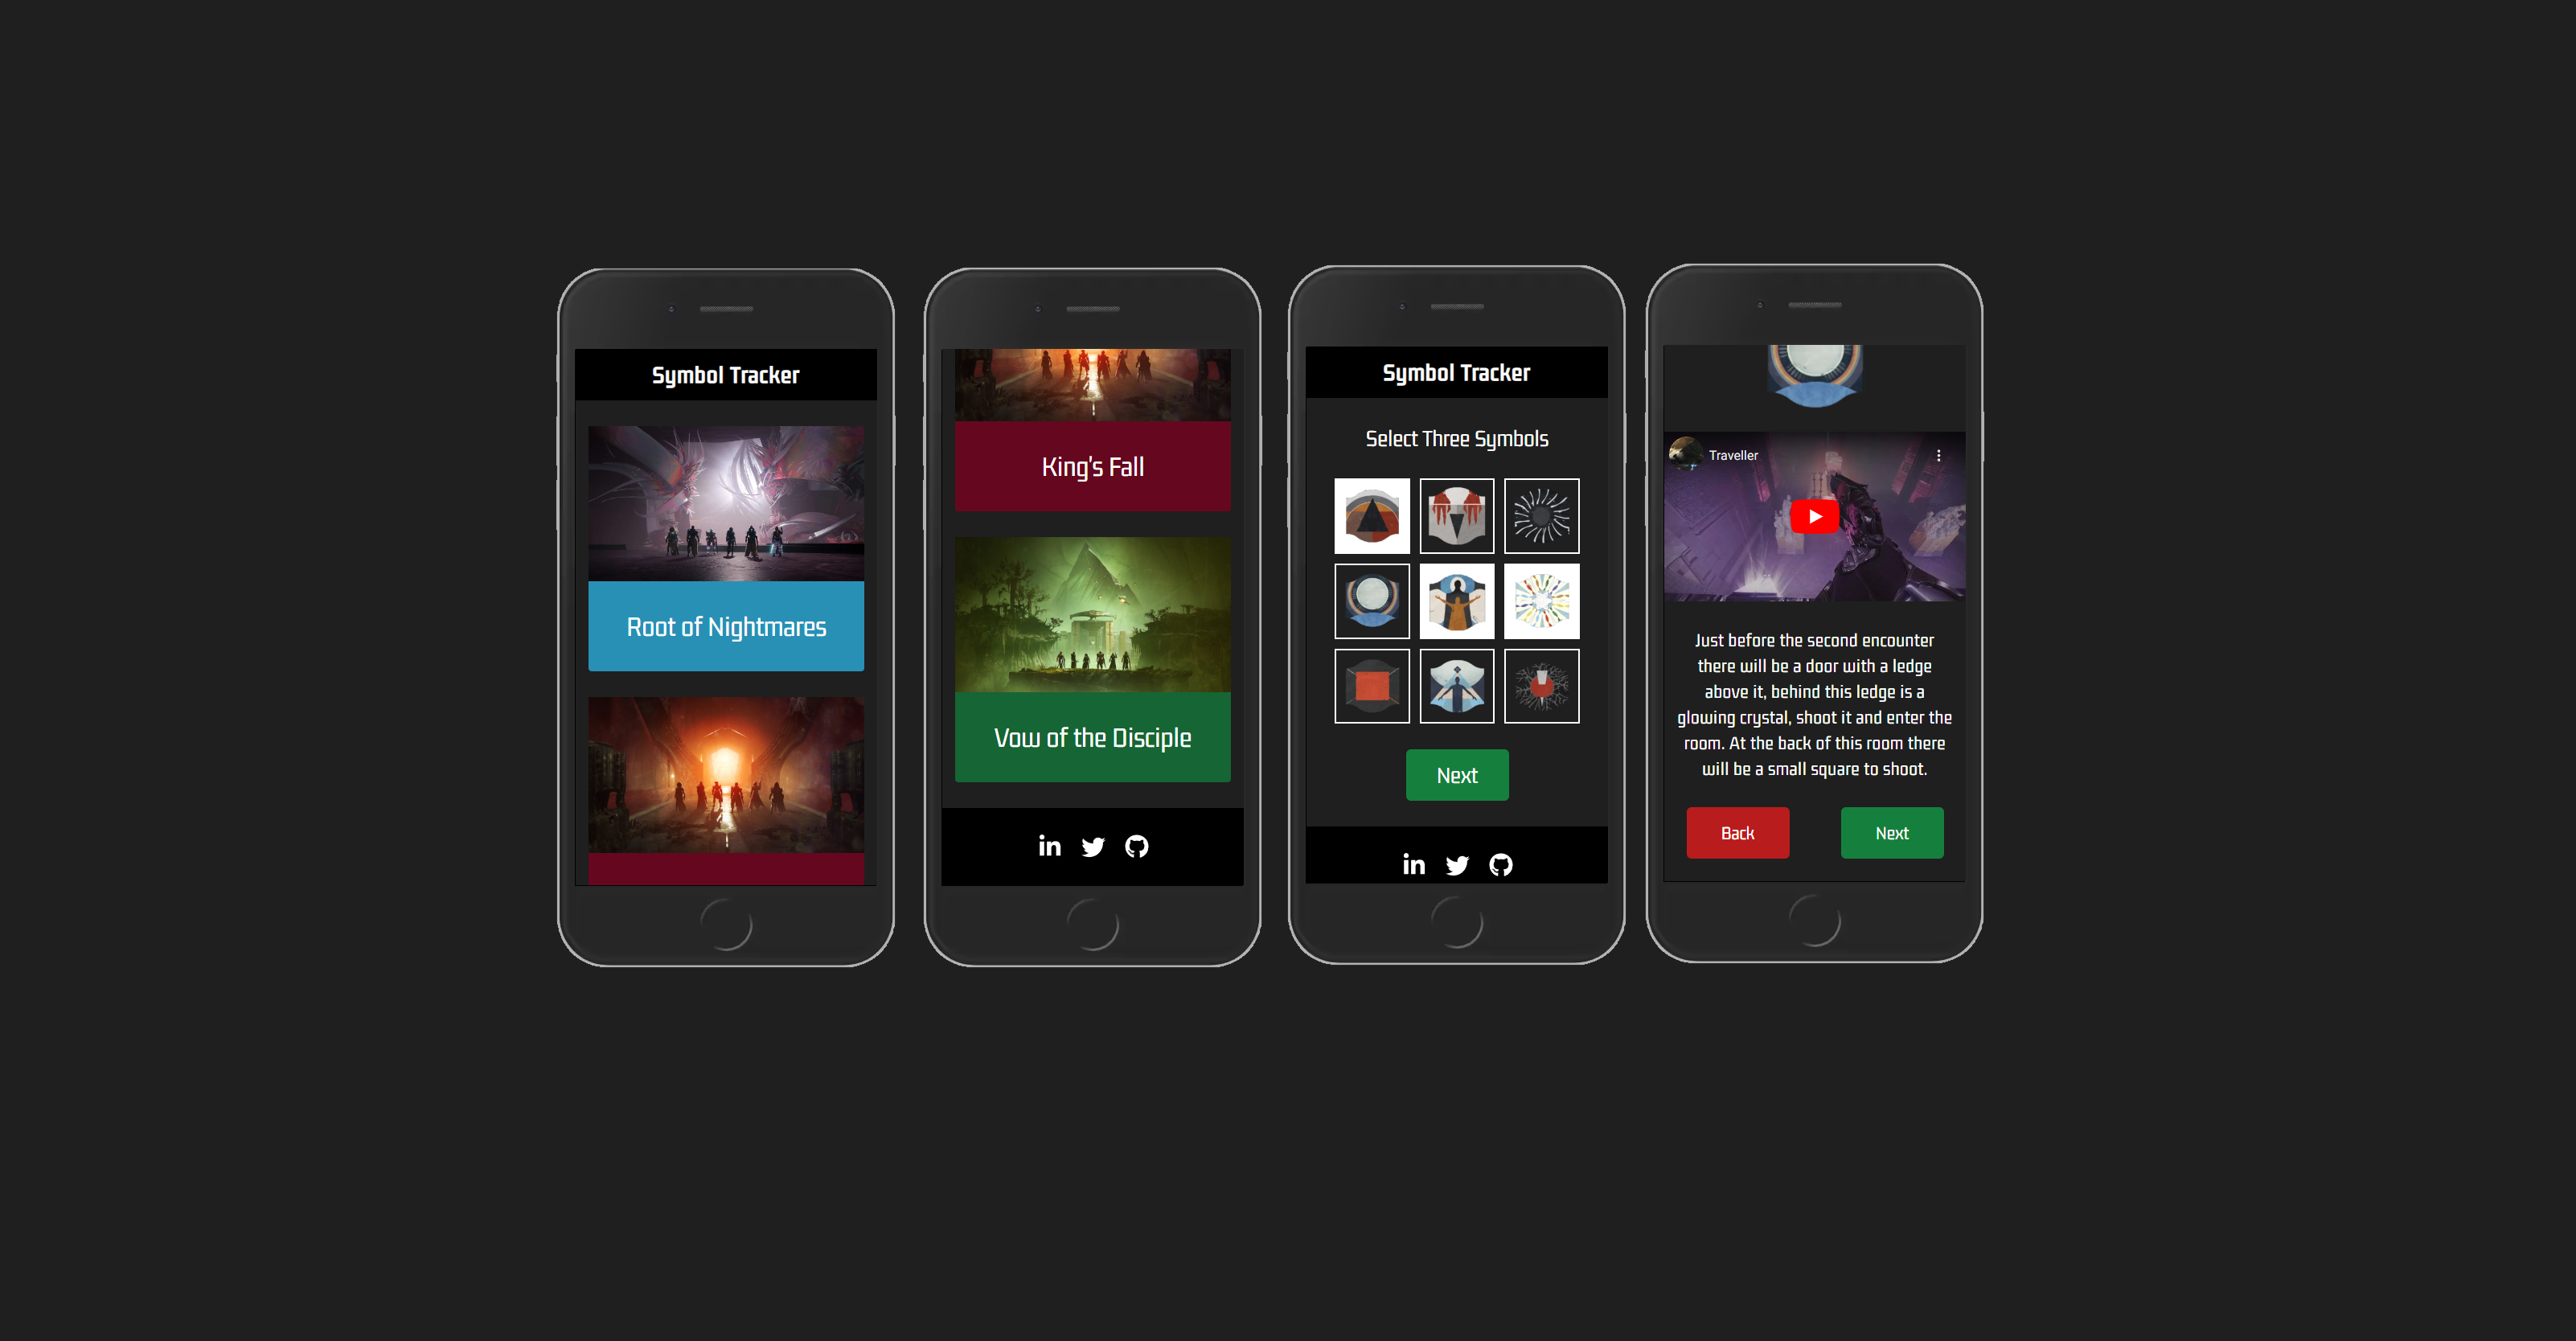 Symbol Tracker
Root of Nightmares
King's Fall
Vow of the Disciple
in
Symbol Tracker
Select Three Symbols
Next
in
Traveller
Just before the second encounter
there will be a door with a ledge
above it, behind this ledge is a
glowing crystal, shoot it and enter the
room. At the back of this room there
will be a small square to shoot.
Back
Next